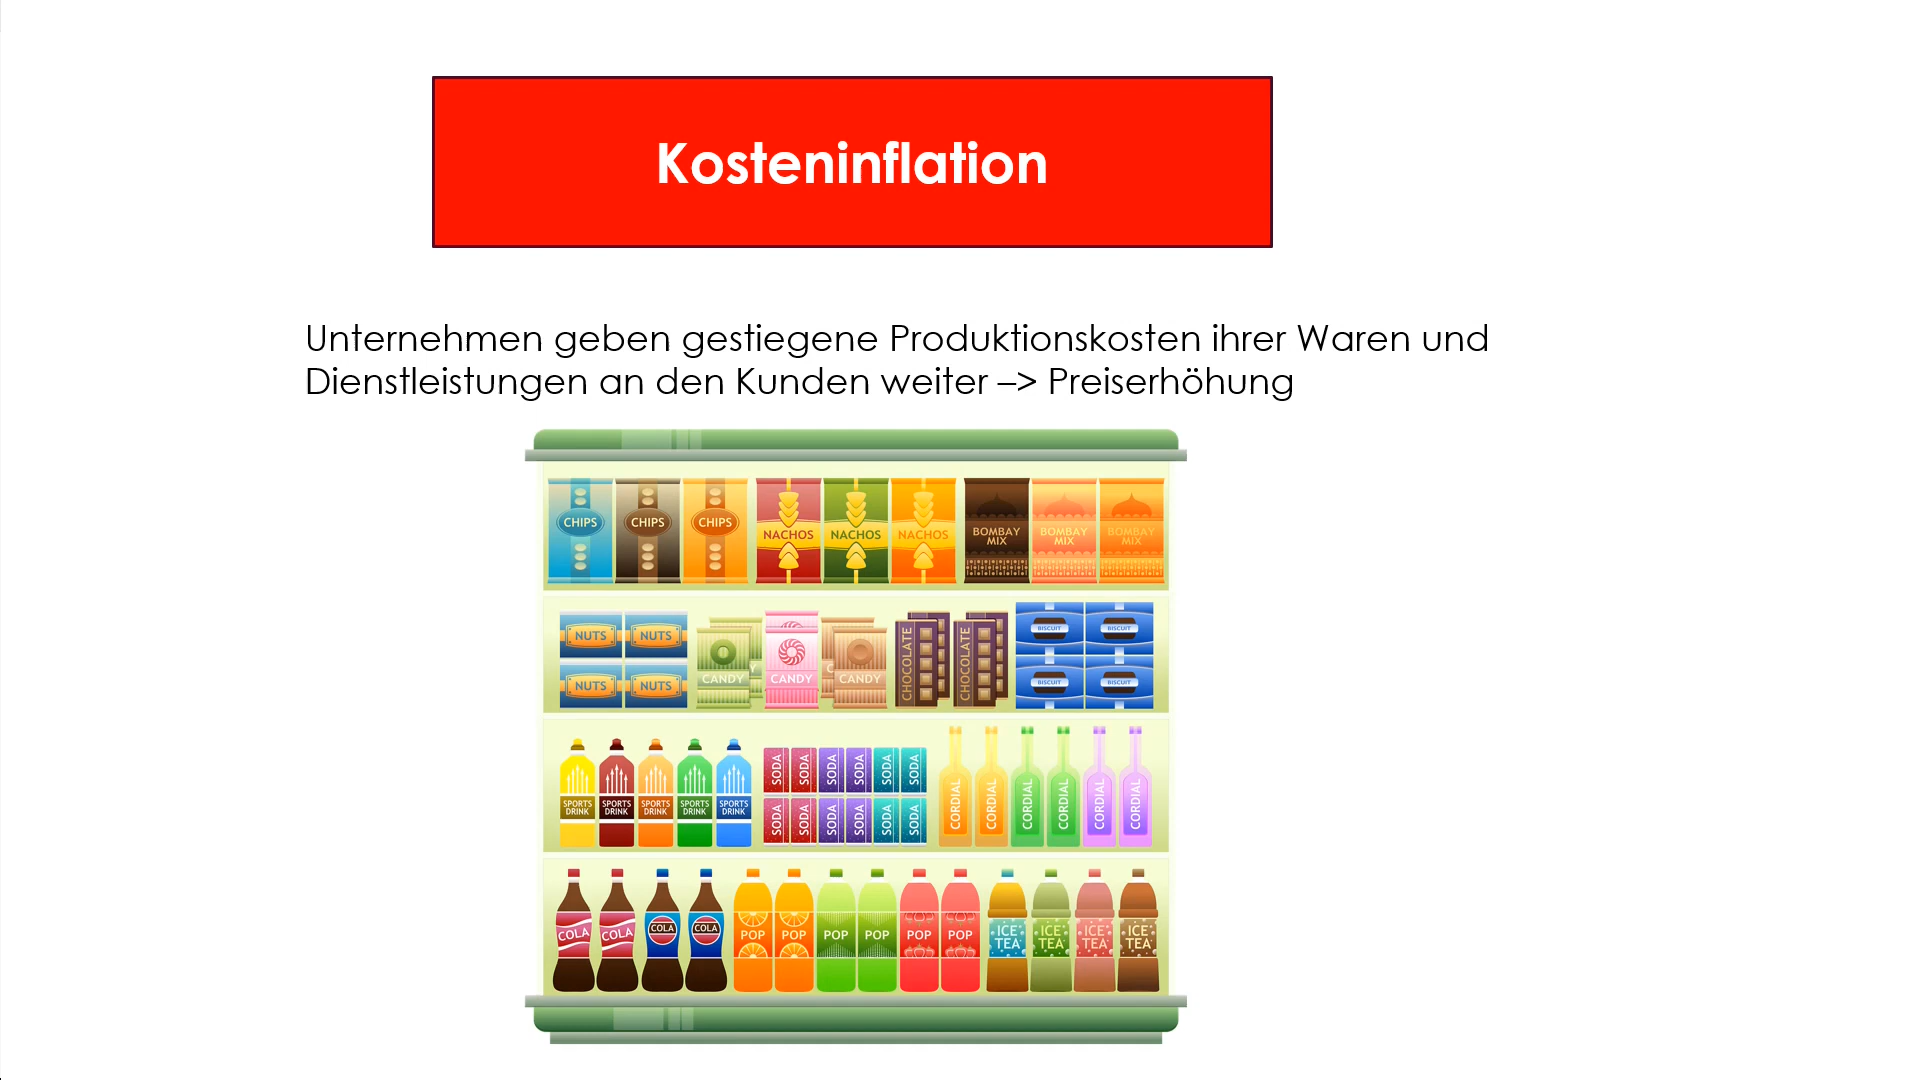 Kosteninflation
Unternehmen geben gestiegene Produktionskosten ihrer Waren und
Dienstleistungen an den Kunden weiter –> Preiserhöhung
CHIPS CHIPS CHIPS NACHOS NACHOS NACHOS BOMBAY MIX BOMBAY MIX BOMBAY MIX
NUTS NUTS CANDY CANDY CANDY CHOCOLATE CHOCOLATE BISCUIT BISCUIT
NUTS NUTS BISCUIT BISCUIT
SPORTS DRINK SPORTS DRINK SPORTS DRINK SPORTS DRINK SPORTS DRINK SODA SODA SODA SODA SODA SODA CORDIAL CORDIAL CORDIAL CORDIAL CORDIAL CORDIAL
SODA SODA SODA SODA SODA SODA
COLA COLA COLA COLA POP POP POP POP POP POP ICE TEA ICE TEA ICE TEA ICE TEA